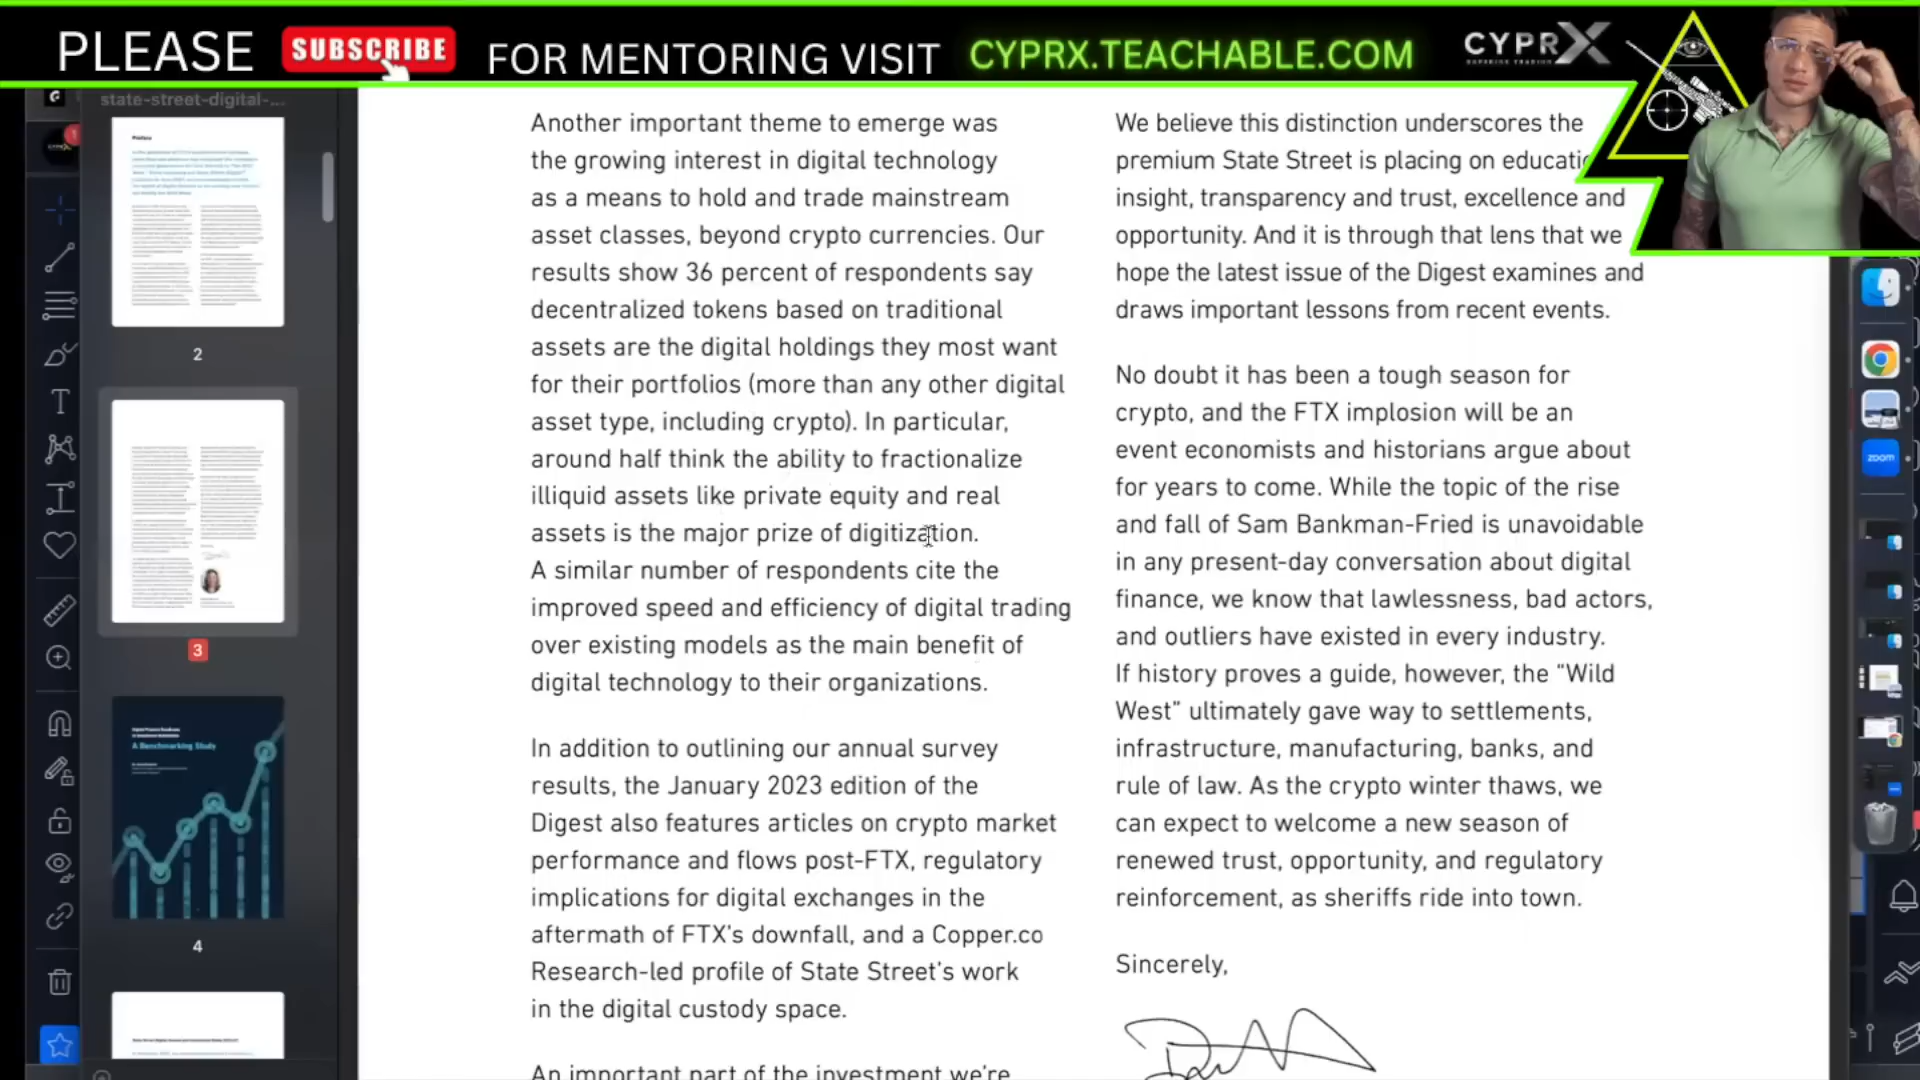 PLEASE SUBSCRIBE FOR MENTORING VISIT CYPRX.TEACHABLE.COM CYPRX
state-street-digital-...
2
3
A Benchmarking Study
4
Another important theme to emerge was
the growing interest in digital technology
as a means to hold and trade mainstream
asset classes, beyond crypto currencies. Our
results show 36 percent of respondents say
decentralized tokens based on traditional
assets are the digital holdings they most want
for their portfolios (more than any other digital
asset type, including crypto). In particular,
around half think the ability to fractionalize
illiquid assets like private equity and real
assets is the major prize of digitization.
A similar number of respondents cite the
improved speed and efficiency of digital trading
over existing models as the main benefit of
digital technology to their organizations.
In addition to outlining our annual survey
results, the January 2023 edition of the
Digest also features articles on crypto market
performance and flows post-FTX, regulatory
implications for digital exchanges in the
aftermath of FTX's downfall, and a Copper.co
Research-led profile of State Street's work
in the digital custody space.
An important part of the investment we're
We believe this distinction underscores the
premium State Street is placing on
insight, transparency and trust, excellence and
opportunity. And it is through that lens that we
hope the latest issue of the Digest examines and
draws important lessons from recent events.
No doubt it has been a tough season for
crypto, and the FTX implosion will be an
event economists and historians argue about
for years to come. While the topic of the rise
and fall of Sam Bankman-Fried is unavoidable
in any present-day conversation about digital
finance, we know that lawlessness, bad actors,
and outliers have existed in every industry.
If history proves a guide, however, the “Wild
West” ultimately gave way to settlements,
infrastructure, manufacturing, banks, and
rule of law. As the crypto winter thaws, we
can expect to welcome a new season of
renewed trust, opportunity, and regulatory
reinforcement, as sheriffs ride into town.
Sincerely,
zoom